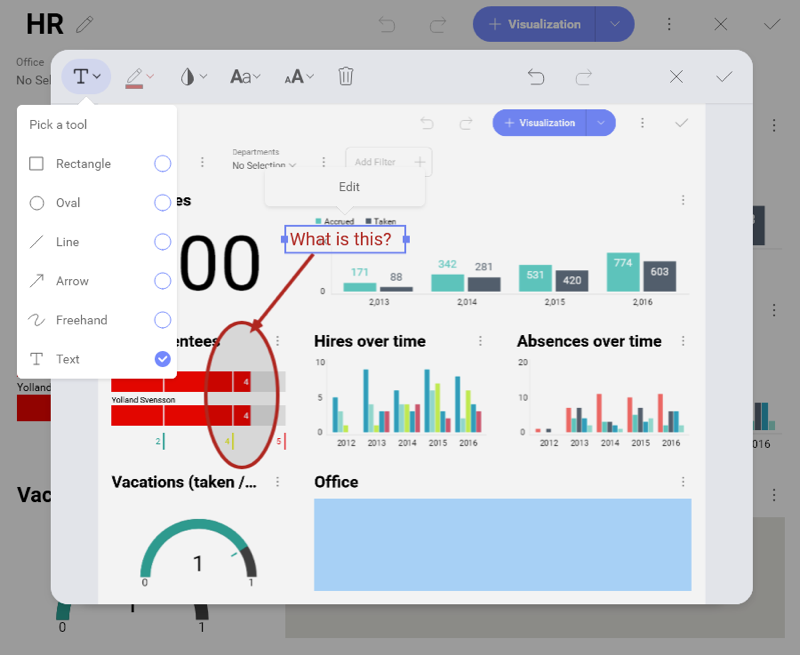 HR
+ Visualization
Office
No Sel
T
Aa
AA
Pick a tool
Rectangle
Oval
Line
Arrow
Freehand
Text
+ Visualization
Departments
No Selection
Add Filter +
Edit
es
00
Accrued Taken
What is this?
0
171 88 342 281 531 420 774 603
2,013 2,014 2,015 2,016
entees
4
Yolland Svensson
4
2 4 5
Hires over time
10
5
0
2012 2013 2014 2015 2016
Absences over time
20
10
0
2012 2013 2014 2015 2016
Yolland
016
Vacations (taken /...
1
0 1
Office
Vac
0 1